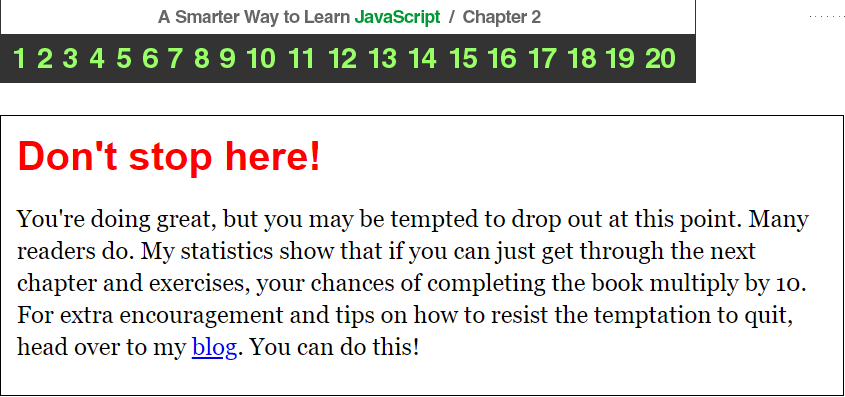 A Smarter Way to Learn JavaScript / Chapter 2
1 2 3 4 5 6 7 8 9 10 11 12 13 14 15 16 17 18 19 20
Don't stop here!
You're doing great, but you may be tempted to drop out at this point. Many
readers do. My statistics show that if you can just get through the next
chapter and exercises, your chances of completing the book multiply by 10.
For extra encouragement and tips on how to resist the temptation to quit,
head over to my blog. You can do this!